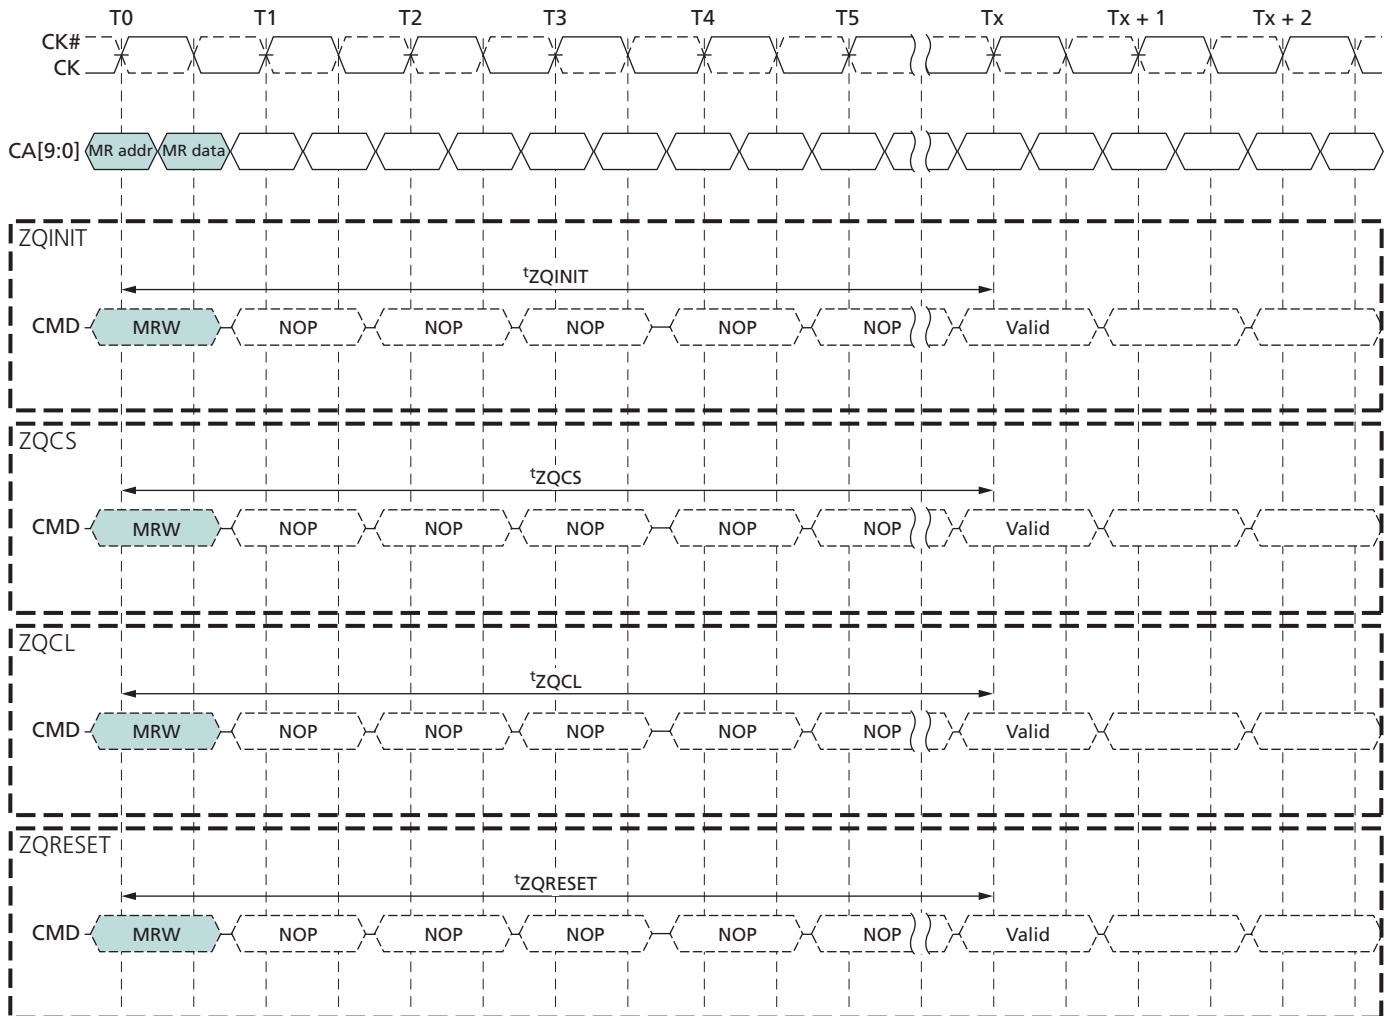 T0 T1 T2 T3 T4 T5 Tx Tx + 1 Tx + 2
CK#
CK
CA[9:0] MR addr MR data
ZQINIT
tZQINIT
CMD MRW NOP NOP NOP NOP NOP Valid
ZQCS
tZQCS
CMD MRW NOP NOP NOP NOP NOP Valid
ZQCL
tZQCL
CMD MRW NOP NOP NOP NOP NOP Valid
ZQRESET
tZQRESET
CMD MRW NOP NOP NOP NOP NOP Valid